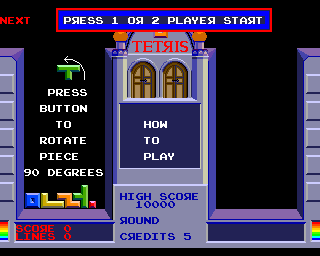 NEXT
PRESS 1 OR 2 PLAYER START
TETRIS
PRESS
BUTTON
TO
ROTATE
PIECE
90 DEGREES
HOW
TO
PLAY
HIGH SCORE
10000
ROUND
CREDITS 5
SCORE 0
LINES 0